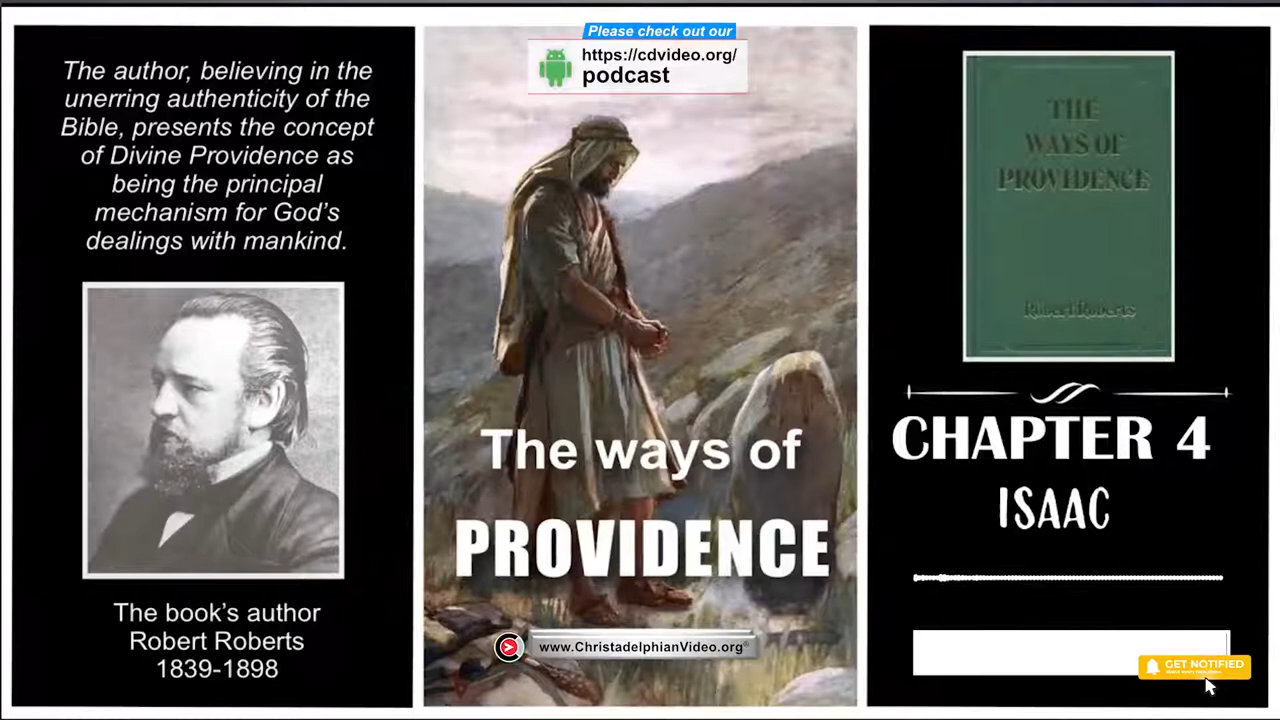 The author, believing in the
unerring authenticity of the
Bible, presents the concept
of Divine Providence as
being the principal
mechanism for God's
dealings with mankind.
The book's author
Robert Roberts
1839-1898
Please check out our
https://cdvideo.org/
podcast
The ways of
PROVIDENCE
www.ChristadelphianVideo.org
THE
WAYS OF
PROVIDENCE
Robert Roberts
CHAPTER 4
ISAAC
GET NOTIFIED